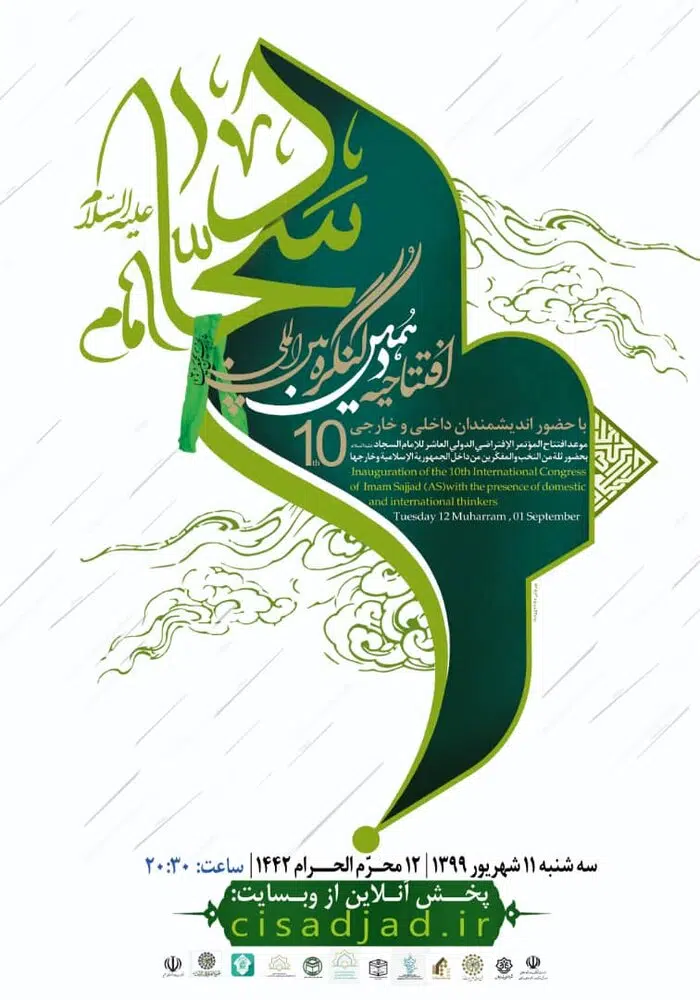 امام سجاد
علیه السلام
افتتاحیه دهمین کنگره بین المللی
با حضور اندیشمندان داخلی و خارجی
10th
موعد افتتاح المؤتمر الإفتراضي الدولي العاشر للإمام السجاد
بحضور ثلة من النخب والمفكرين من داخل الجمهورية الإسلامية وخارجها
Inauguration of the 10th International Congress
of Imam Sajjad (AS)with the presence of domestic
and international thinkers
Tuesday 12 Muharram , 01 September
سه شنبه ۱۱ شهریور ۱۳۹۹ | ۱۲ محرّم الحرام ۱۴۴۲ | ساعت: ۲۰:۳۰
پخش آنلاین از وبسایت:
cisadjad.ir